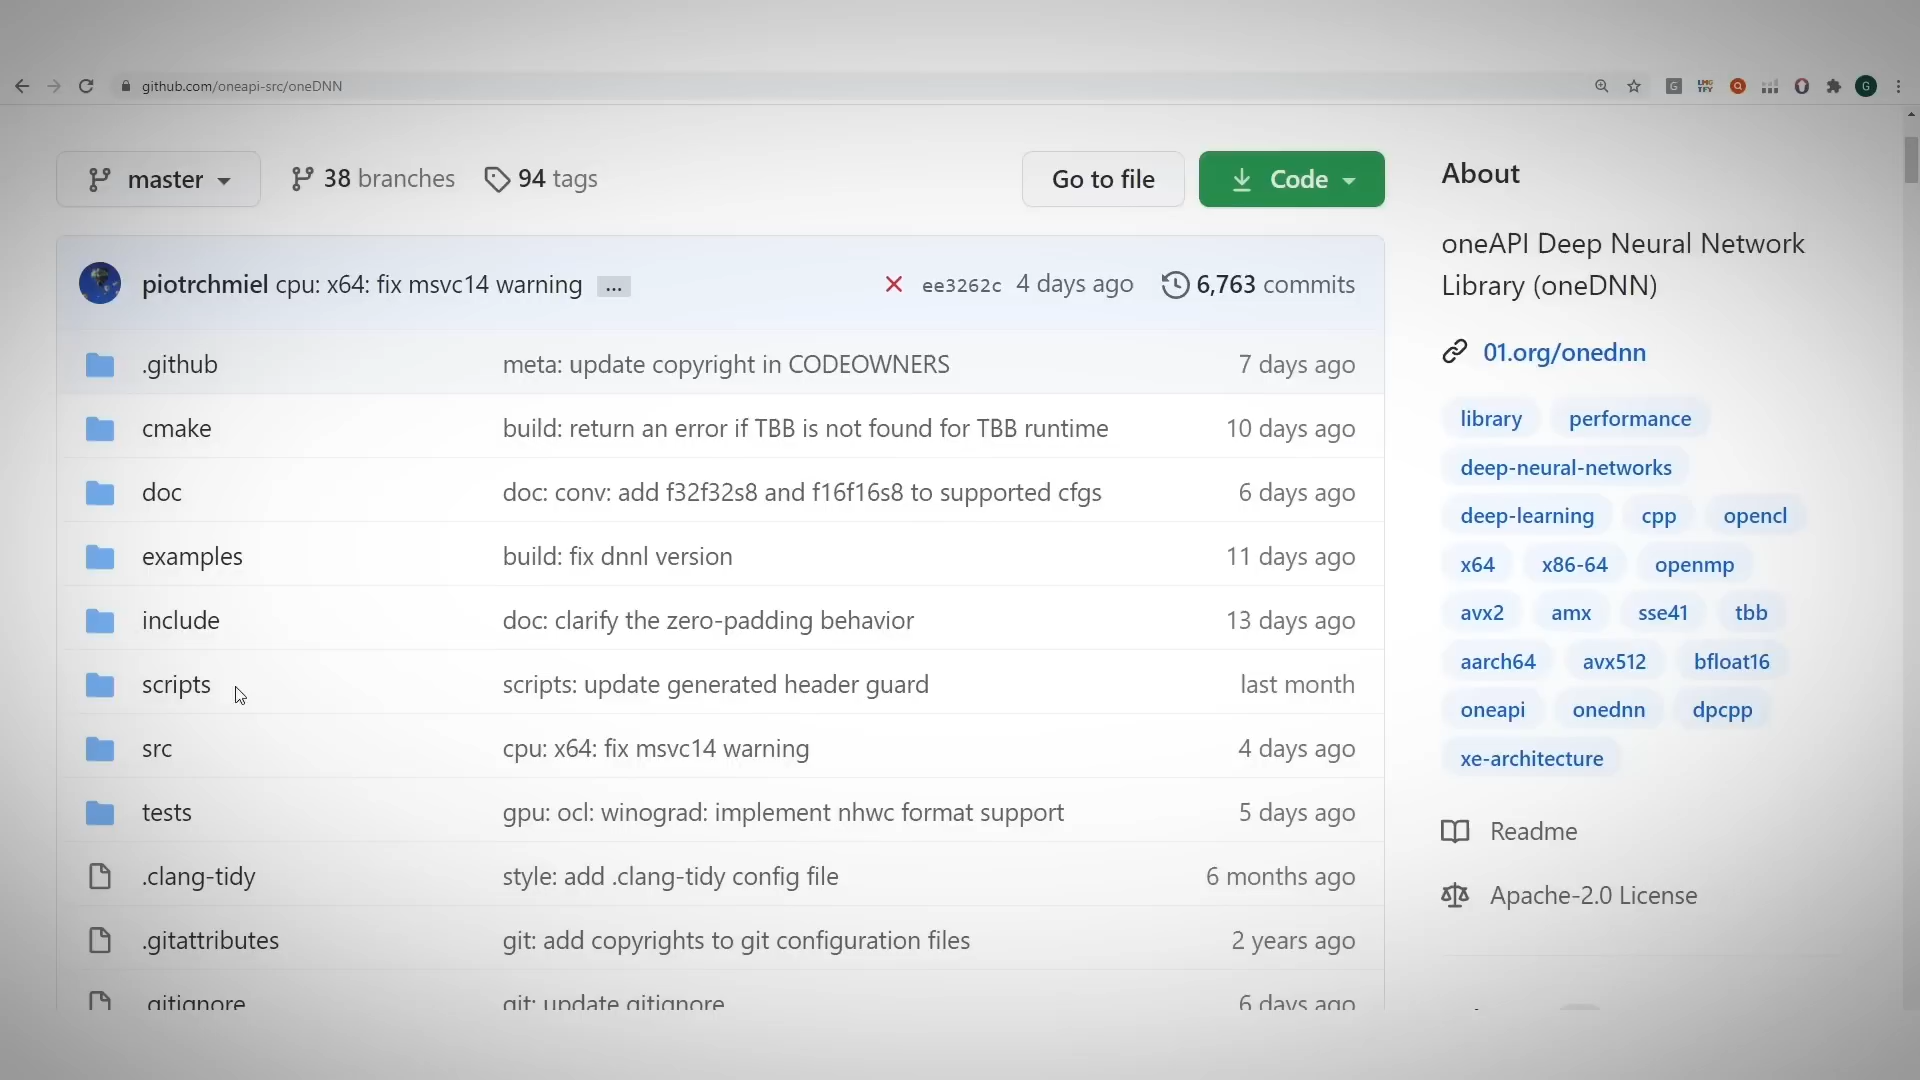 github.com/oneapi-src/oneDNN
master
38 branches
94 tags
Go to file
Code
piotrchmiel cpu: x64: fix msvc14 warning ...
ee3262c 4 days ago
6,763 commits
.github meta: update copyright in CODEOWNERS 7 days ago
cmake build: return an error if TBB is not found for TBB runtime 10 days ago
doc doc: conv: add f32f32s8 and f16f16s8 to supported cfgs 6 days ago
examples build: fix dnnl version 11 days ago
include doc: clarify the zero-padding behavior 13 days ago
scripts scripts: update generated header guard last month
src cpu: x64: fix msvc14 warning 4 days ago
tests gpu: ocl: winograd: implement nhwc format support 5 days ago
.clang-tidy style: add .clang-tidy config file 6 months ago
.gitattributes git: add copyrights to git configuration files 2 years ago
.gitignore git: update gitignore 6 days ago
About
oneAPI Deep Neural Network
Library (oneDNN)
01.org/onednn
library performance
deep-neural-networks
deep-learning cpp opencl
x64 x86-64 openmp
avx2 amx sse41 tbb
aarch64 avx512 bfloat16
oneapi onednn dpcpp
xe-architecture
Readme
Apache-2.0 License